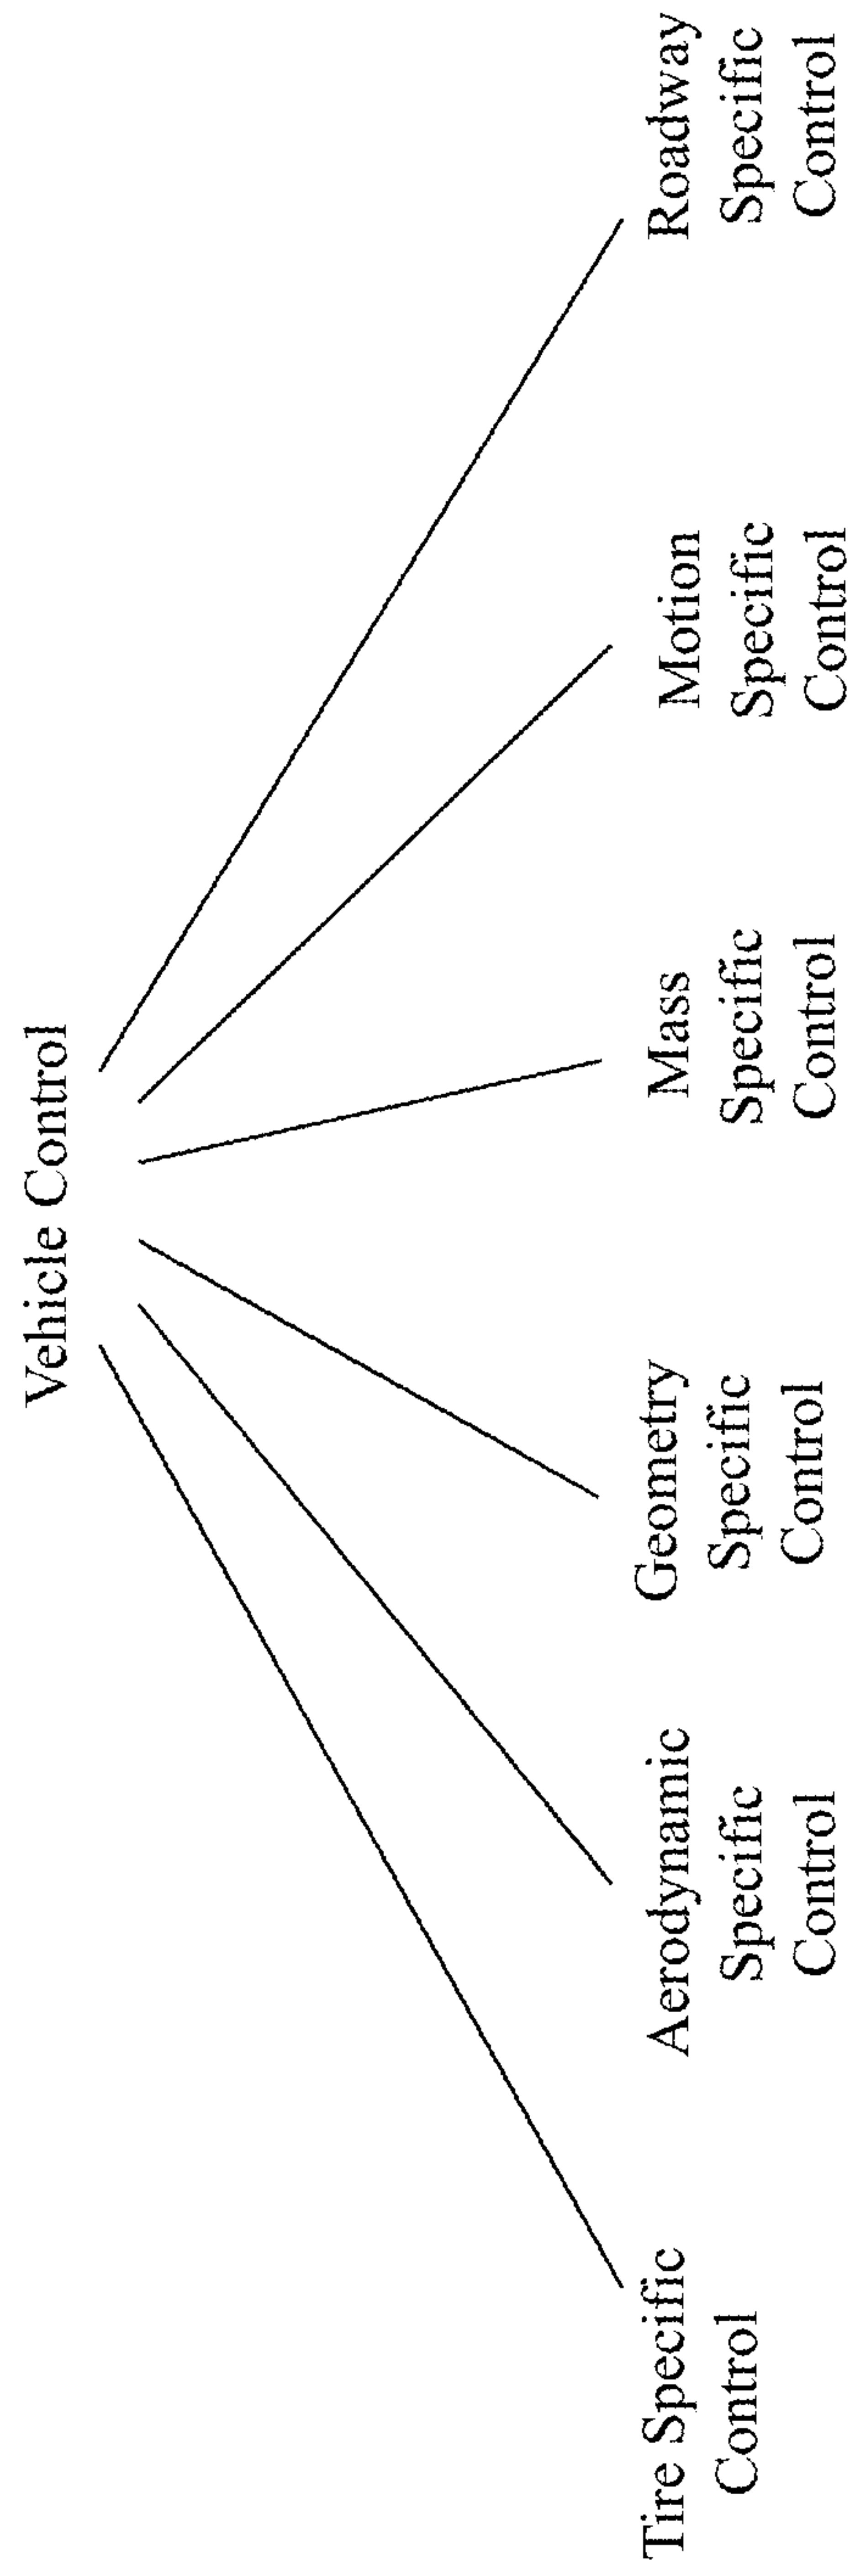 Vehicle Control
Tire Specific
Control
Aerodynamic
Specific
Control
Geometry
Specific
Control
Mass
Specific
Control
Motion
Specific
Control
Roadway
Specific
Control